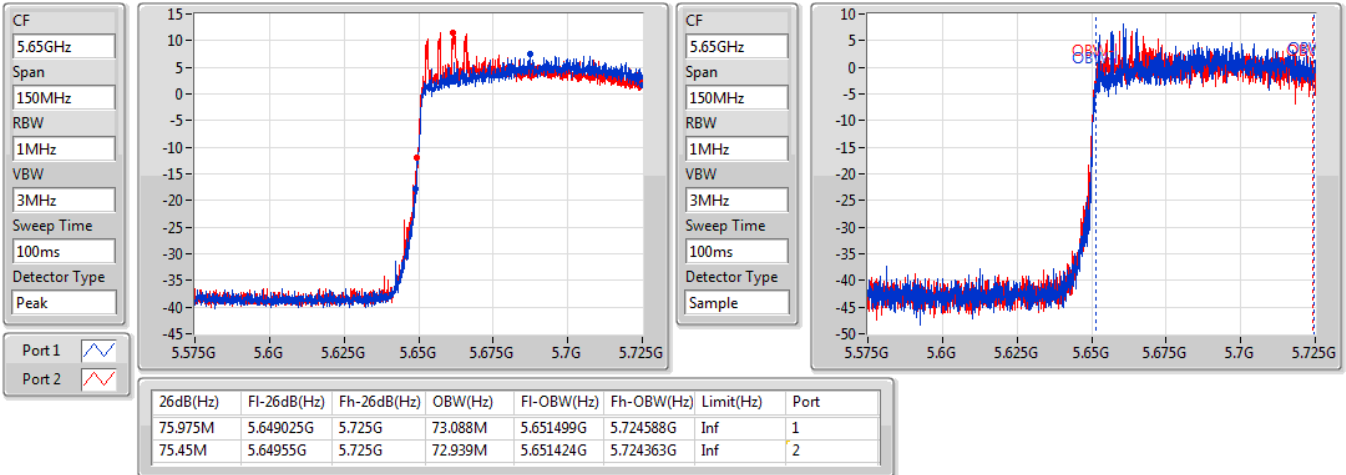 CF
5.65GHz
Span
150MHz
RBW
1MHz
VBW
3MHz
Sweep Time
100ms
Detector Type
Peak
Port 1
Port 2
15
10
5
0
-5
-10
-15
-20
-25
-30
-35
-40
-45
5.575G 5.6G 5.625G 5.65G 5.675G 5.7G 5.725G
CF
5.65GHz
Span
150MHz
RBW
1MHz
VBW
3MHz
Sweep Time
100ms
Detector Type
Sample
10
5
0
-5
-10
-15
-20
-25
-30
-35
-40
-45
-50
5.575G 5.6G 5.625G 5.65G 5.675G 5.7G 5.725G
26dB(Hz) Fl-26dB(Hz) Fh-26dB(Hz) OBW(Hz) Fl-OBW(Hz) Fh-OBW(Hz) Limit(Hz) Port
75.975M 5.649025G 5.725G 73.088M 5.651499G 5.724588G Inf 1
75.45M 5.64955G 5.725G 72.939M 5.651424G 5.724363G Inf 2